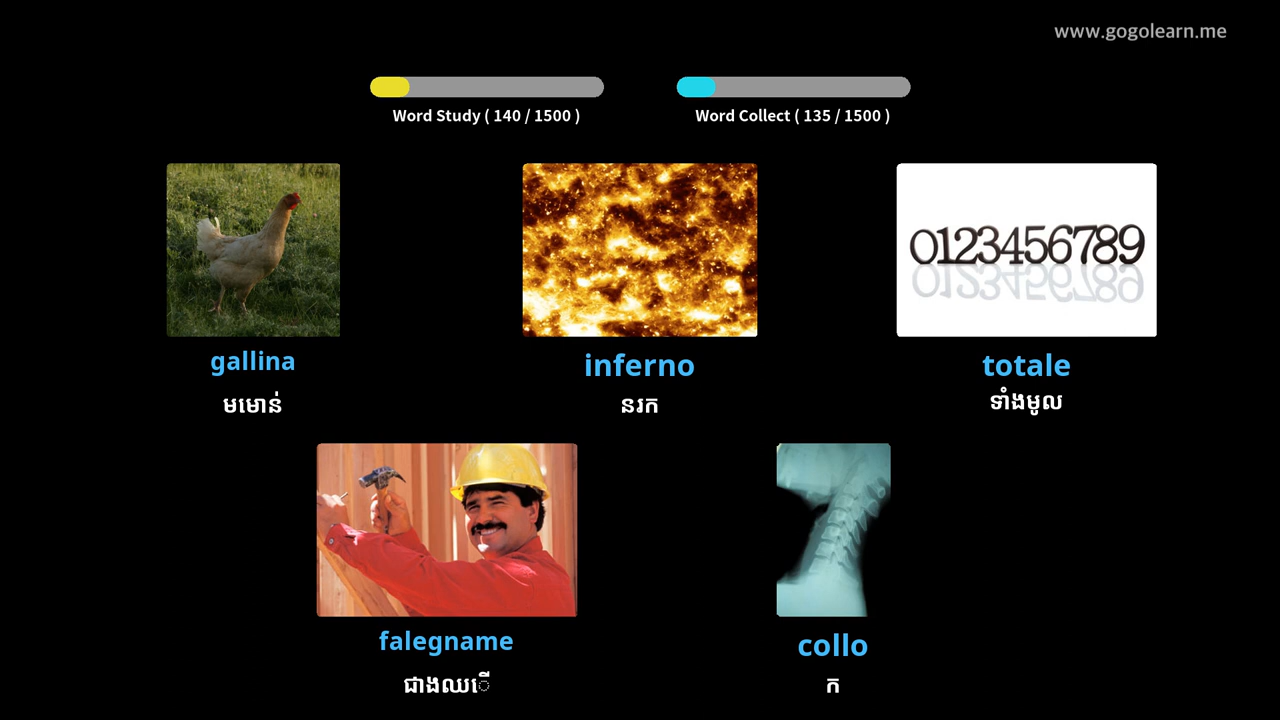 www.gogolearn.me
Word Study ( 140 / 1500 )
Word Collect ( 135 / 1500 )
0123456789
gallina
inferno
totale
មមោន់
នរក
ទាំងមូល
falegname
collo
ជាងឈើ
ក